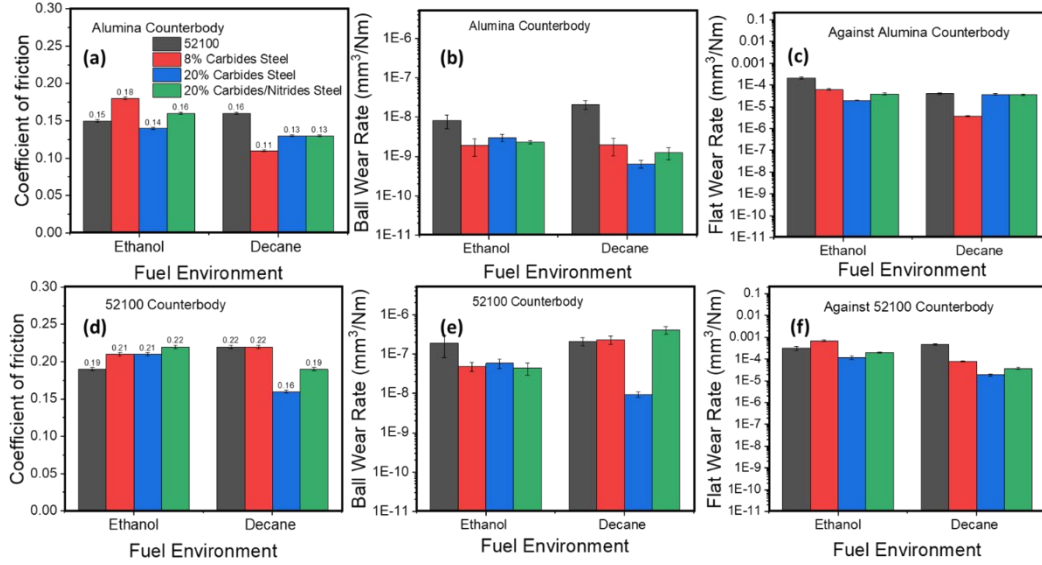 Alumina Counterbody
(a)
52100
8% Carbides Steel
20% Carbides Steel
20% Carbides/Nitrides Steel
0.30
0.25
0.20
0.15
0.10
0.05
0.00
Coefficient of friction
0.15
0.18
0.14
0.16
0.16
0.11
0.13
0.13
Ethanol
Decane
Fuel Environment
Alumina Counterbody
(b)
1E-5
1E-6
1E-7
1E-8
1E-9
1E-10
1E-11
Ball Wear Rate (mm³/Nm)
Ethanol
Decane
Fuel Environment
Against Alumina Counterbody
(c)
0.1
0.01
0.001
1E-4
1E-5
1E-6
1E-7
1E-8
1E-9
1E-10
1E-11
Flat Wear Rate (mm³/Nm)
Ethanol
Decane
Fuel Environment
52100 Counterbody
(d)
0.30
0.25
0.20
0.15
0.10
0.05
0.00
Coefficient of friction
0.19
0.21
0.21
0.22
0.22
0.22
0.16
0.19
Ethanol
Decane
Fuel Environment
52100 Counterbody
(e)
1E-6
1E-7
1E-8
1E-9
1E-10
1E-11
Ball Wear Rate (mm³/Nm)
Ethanol
Decane
Fuel Environment
Against 52100 Counterbody
(f)
0.1
0.01
0.001
1E-4
1E-5
1E-6
1E-7
1E-8
1E-9
1E-10
1E-11
Flat Wear Rate (mm³/Nm)
Ethanol
Decane
Fuel Environment